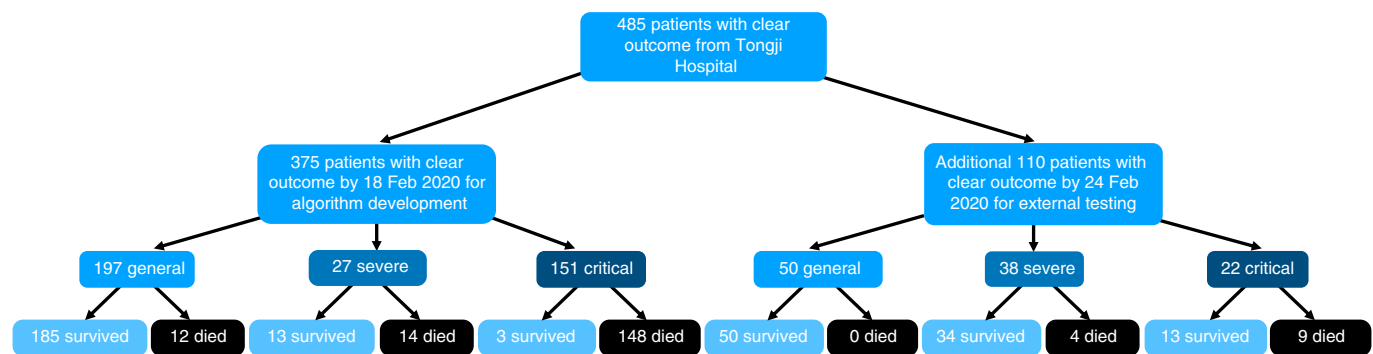 485 patients with clear
outcome from Tongji
Hospital
375 patients with clear
outcome by 18 Feb 2020 for
algorithm development
Additional 110 patients with
clear outcome by 24 Feb
2020 for external testing
197 general
27 severe
151 critical
50 general
38 severe
22 critical
185 survived
12 died
13 survived
14 died
3 survived
148 died
50 survived
0 died
34 survived
4 died
13 survived
9 died